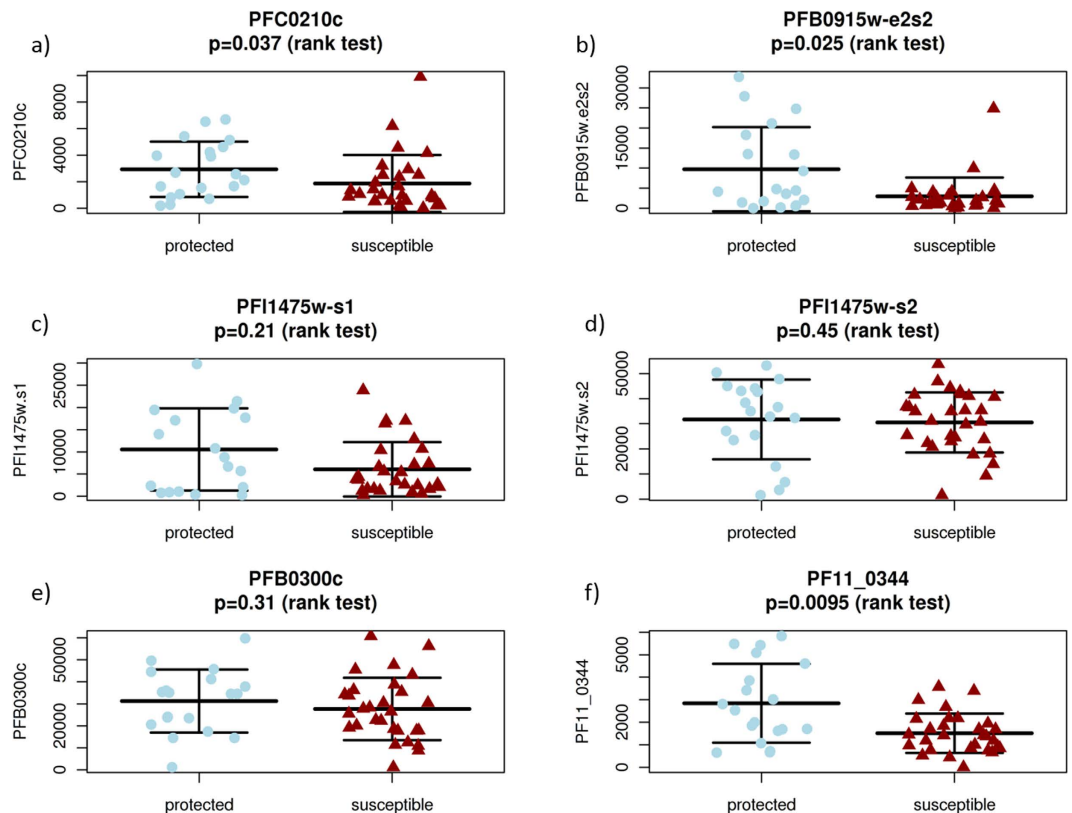 a)
PFC0210c
p=0.037 (rank test)
PFC0210c
8000
4000
0
protected
susceptible
b)
PFB0915w-e2s2
p=0.025 (rank test)
PFB0915w.e2s2
30000
15000
0
protected
susceptible
c)
PFI1475w-s1
p=0.21 (rank test)
PFI1475w.s1
25000
10000
0
protected
susceptible
d)
PFI1475w-s2
p=0.45 (rank test)
PFI1475w.s2
50000
20000
0
protected
susceptible
e)
PFB0300c
p=0.31 (rank test)
PFB0300c
50000
20000
0
protected
susceptible
f)
PF11_0344
p=0.0095 (rank test)
PF11_0344
5000
2000
0
protected
susceptible